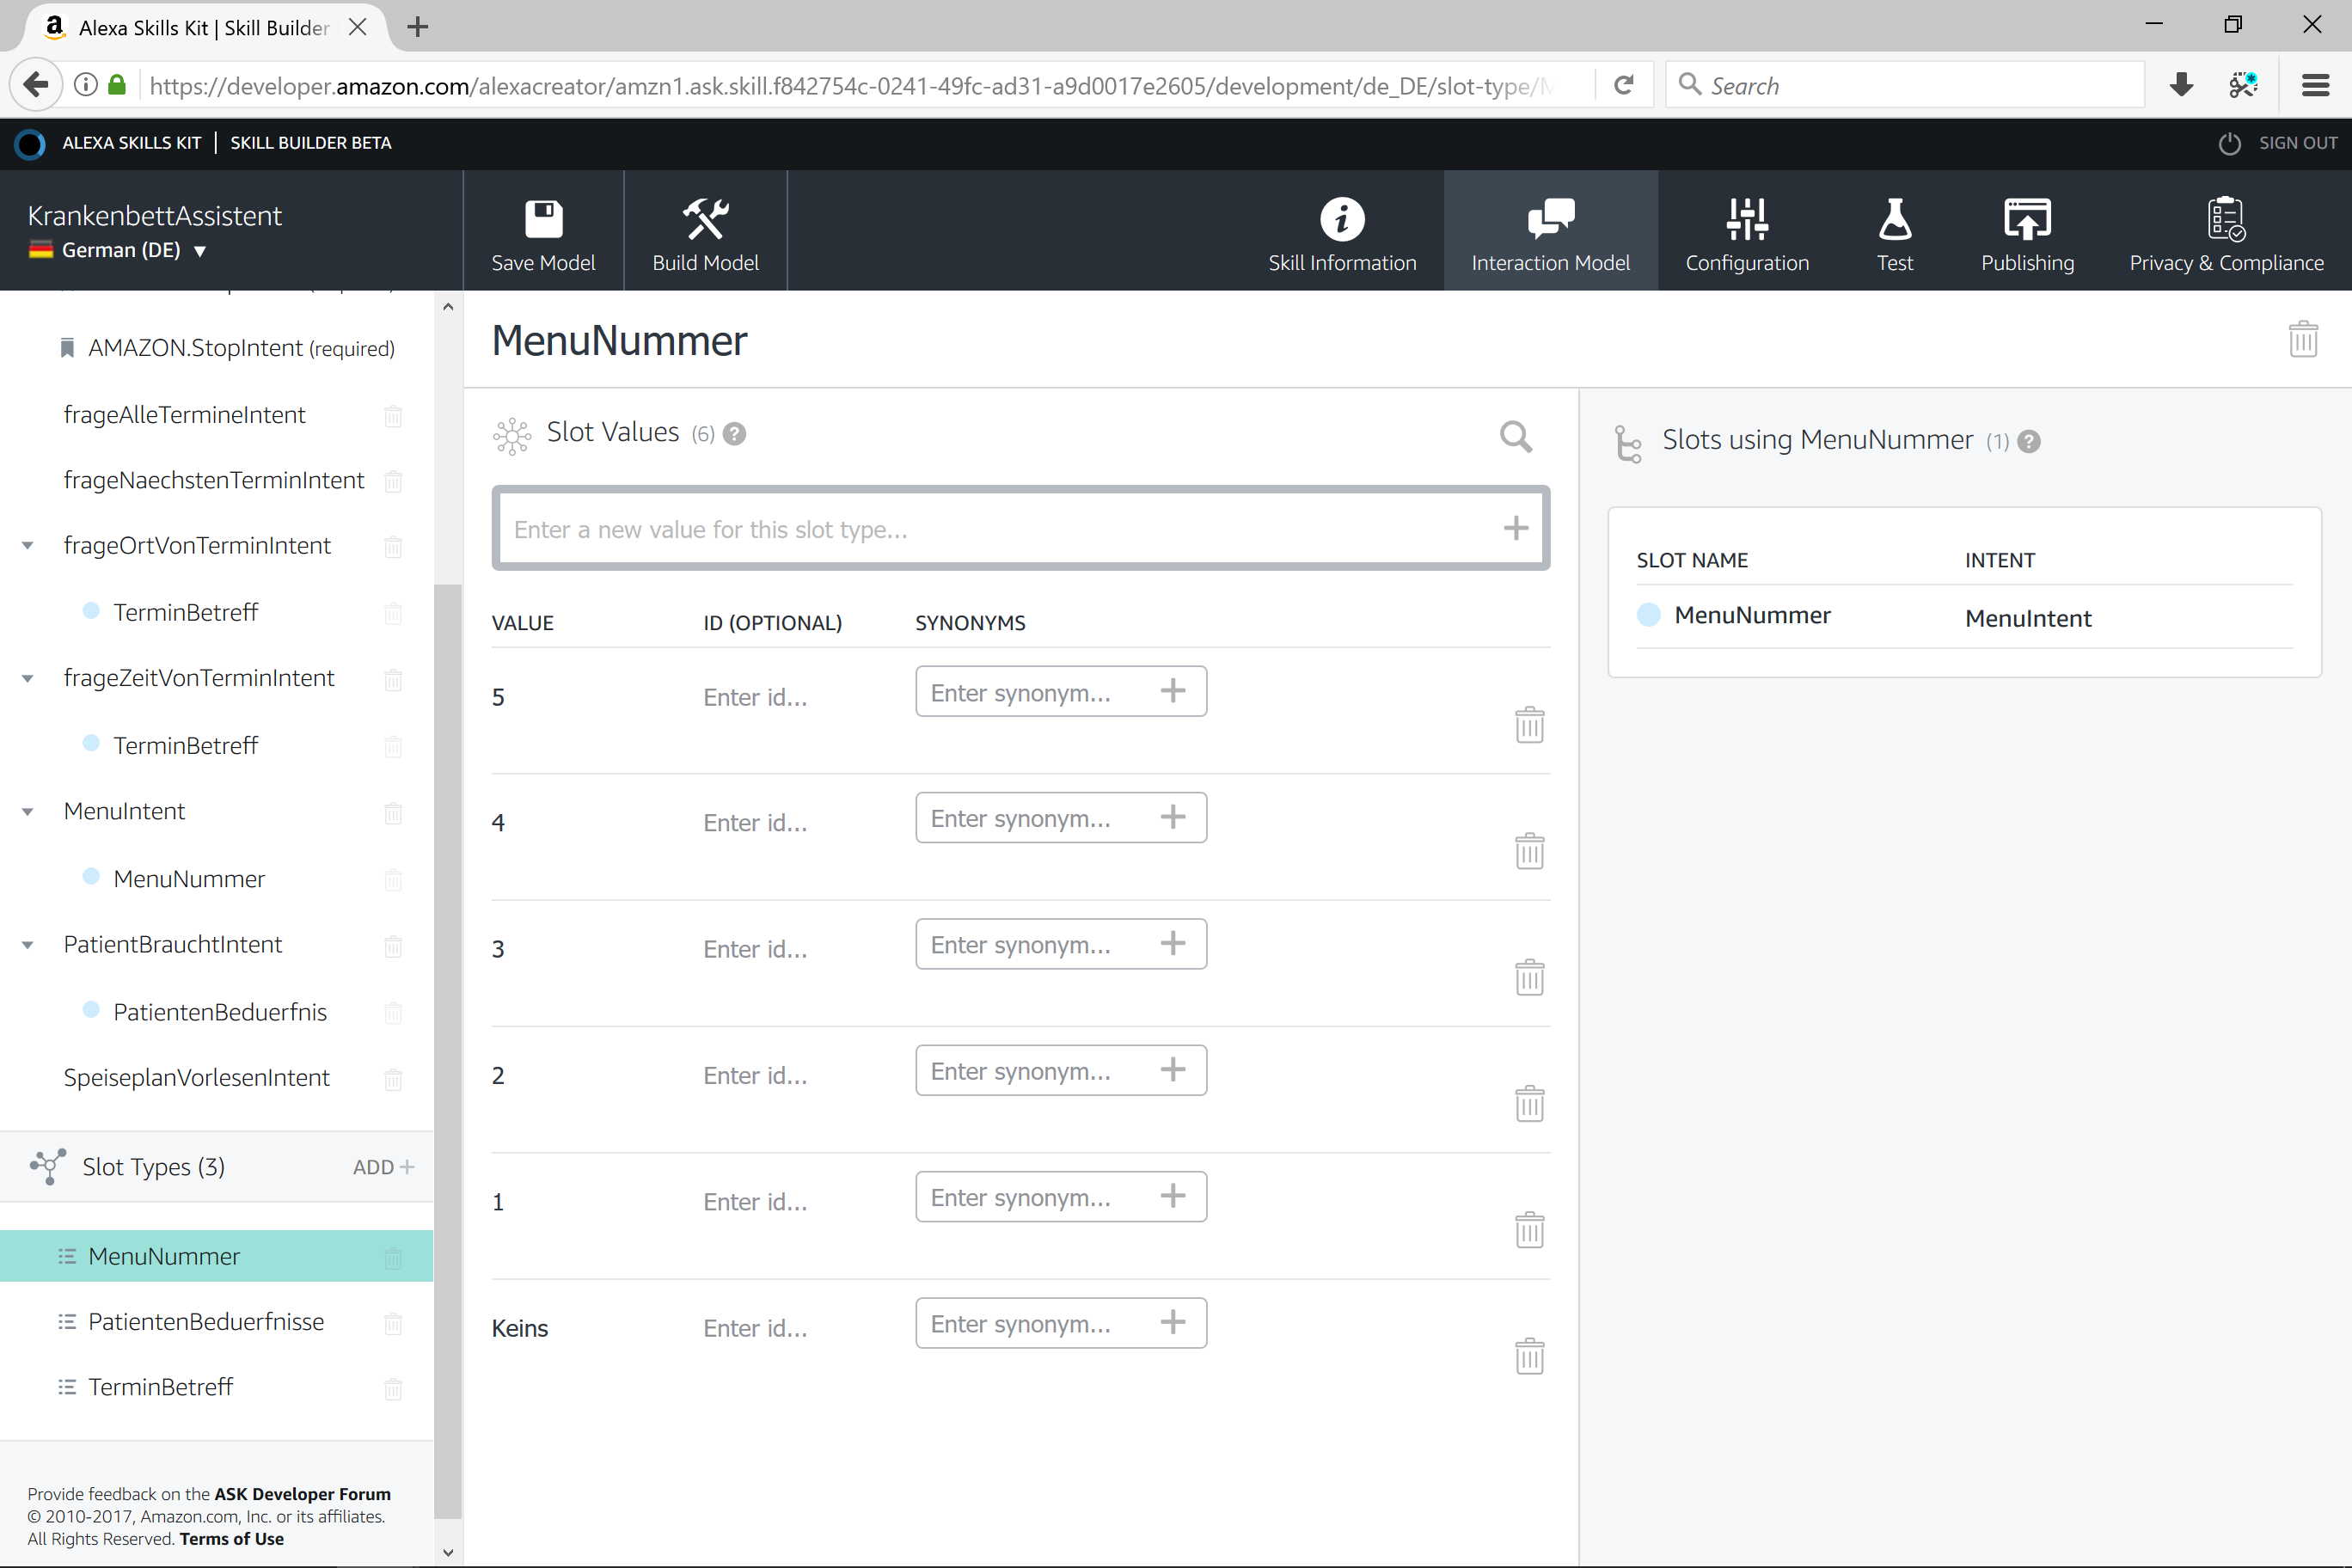 Alexa Skills Kit | Skill Builder
https://developer.amazon.com/alexacreator/amzn1.ask.skill.f842754c-0241-49fc-ad31-a9d0017e2605/development/de_DE/slot-type/
Search
ALEXA SKILLS KIT | SKILL BUILDER BETA
SIGN OUT
KrankenbettAssistent
German (DE)
Save Model
Build Model
Skill Information
Interaction Model
Configuration
Test
Publishing
Privacy & Compliance
AMAZON.StopIntent (required)
frageAlleTermineIntent
frageNaechstenTerminIntent
frageOrtVonTerminIntent
TerminBetreff
frageZeitVonTerminIntent
TerminBetreff
MenuIntent
MenuNummer
PatientBrauchtIntent
PatientenBeduerfnis
SpeiseplanVorlesenIntent
Slot Types (3)
ADD +
MenuNummer
PatientenBeduerfnisse
TerminBetreff
Provide feedback on the ASK Developer Forum
© 2010-2017, Amazon.com, Inc. or its affiliates.
All Rights Reserved. Terms of Use
MenuNummer
Slot Values (6) ?
Enter a new value for this slot type...
VALUE ID (OPTIONAL) SYNONYMS
5 Enter id... Enter synonym...
4 Enter id... Enter synonym...
3 Enter id... Enter synonym...
2 Enter id... Enter synonym...
1 Enter id... Enter synonym...
Keins Enter id... Enter synonym...
Slots using MenuNummer (1) ?
SLOT NAME INTENT
MenuNummer MenuIntent